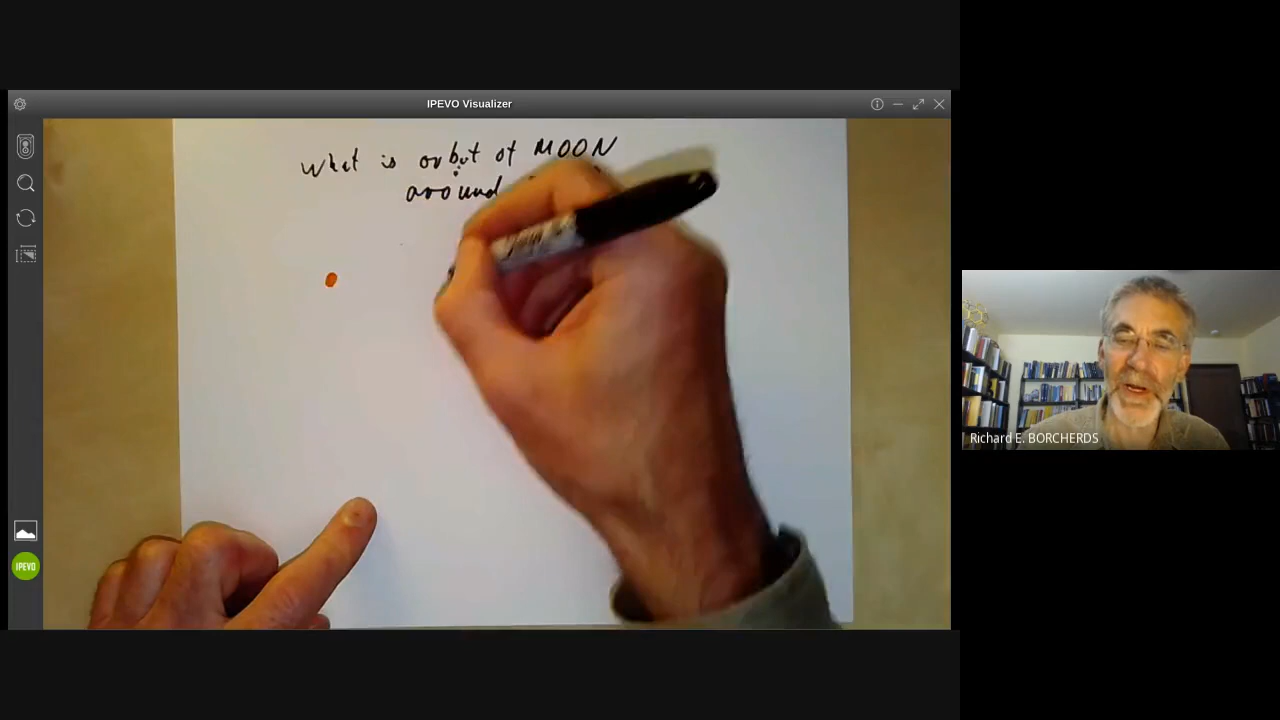 IPEVO Visualizer
What is orbit of MOON
around
IPEVO
Richard E. BORCHERDS